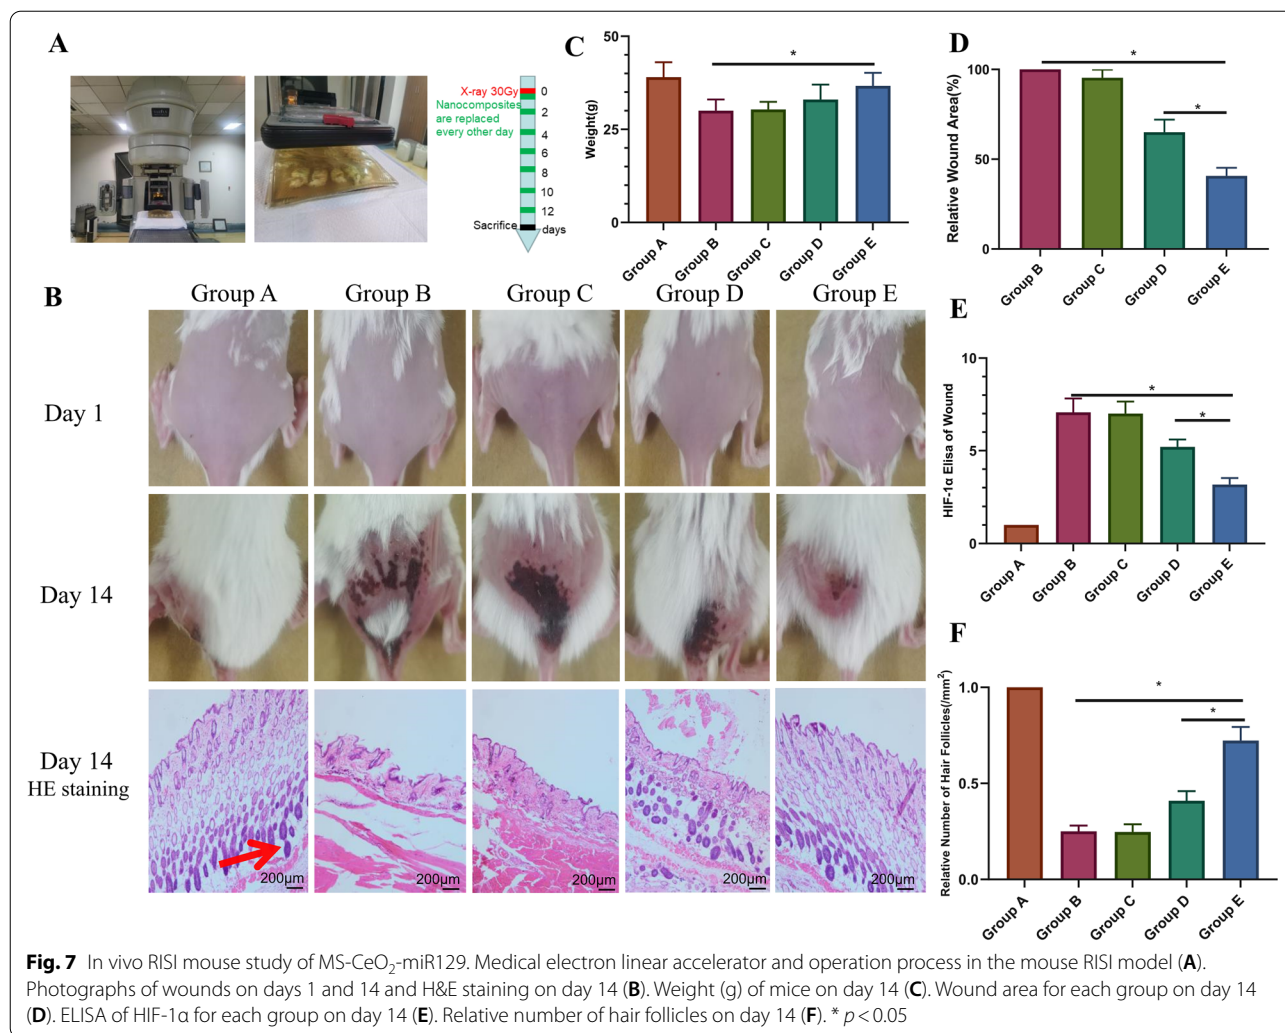 A
X-ray 30Gy
Nanocomposites
are replaced
every other day
0
2
4
6
8
10
12
Sacrifice
days
C
Weight(g)
50
25
0
*
Group A
Group B
Group C
Group D
Group E
D
Relative Wound Area(%)
100
50
0
*
*
Group B
Group C
Group D
Group E
B
Group A
Group B
Group C
Group D
Group E
Day 1
Day 14
Day 14
HE staining
200μm
200μm
200μm
200μm
200μm
E
HIF-1α Elisa of Wound
10
5
0
*
*
Group A
Group B
Group C
Group D
Group E
F
Relative Number of Hair Follicles(/mm²)
1.0
0.5
0.0
*
*
Group A
Group B
Group C
Group D
Group E
Fig. 7 In vivo RISI mouse study of MS-CeO₂-miR129. Medical electron linear accelerator and operation process in the mouse RISI model (A).
Photographs of wounds on days 1 and 14 and H&E staining on day 14 (B). Weight (g) of mice on day 14 (C). Wound area for each group on day 14
(D). ELISA of HIF-1α for each group on day 14 (E). Relative number of hair follicles on day 14 (F). * p < 0.05